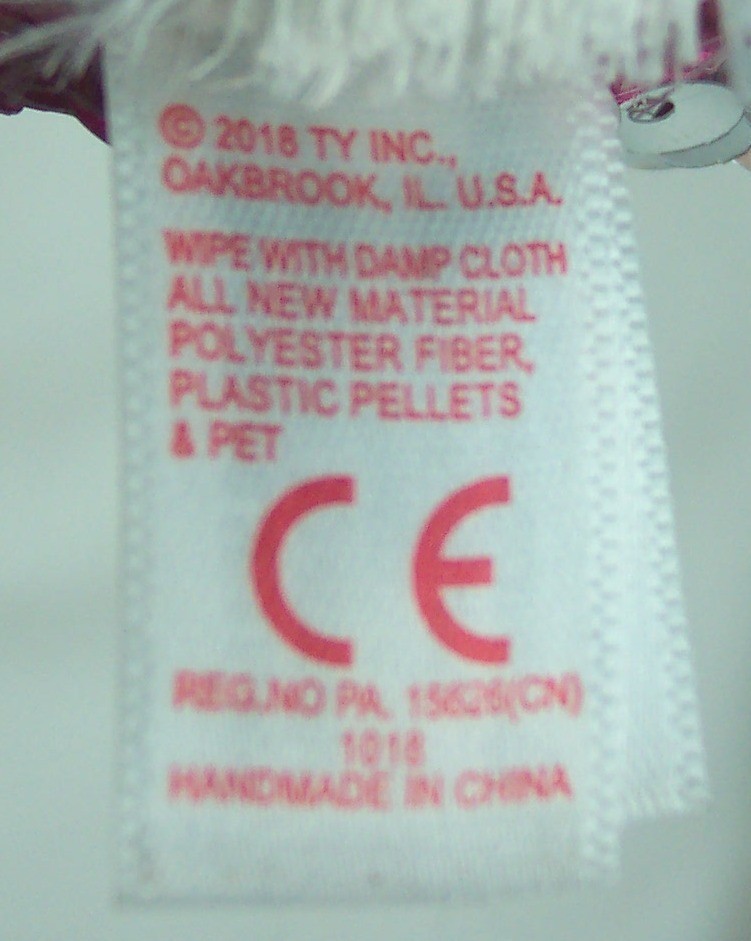 © 2018 TY INC.,
OAKBROOK, IL. U.S.A.
WIPE WITH DAMP CLOTH
ALL NEW MATERIAL
POLYESTER FIBER,
PLASTIC PELLETS
& PET
CE
REG.NO PA. 15626(CN)
1018
HANDMADE IN CHINA